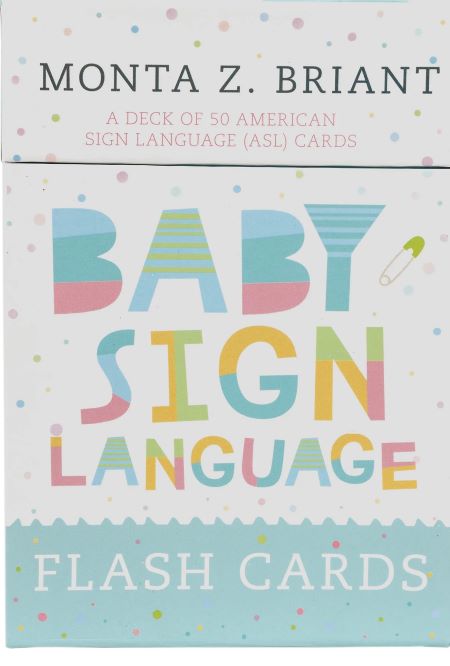 MONTA Z. BRIANT
A DECK OF 50 AMERICAN
SIGN LANGUAGE (ASL) CARDS
BABY
SIGN
LANGUAGE
FLASH CARDS